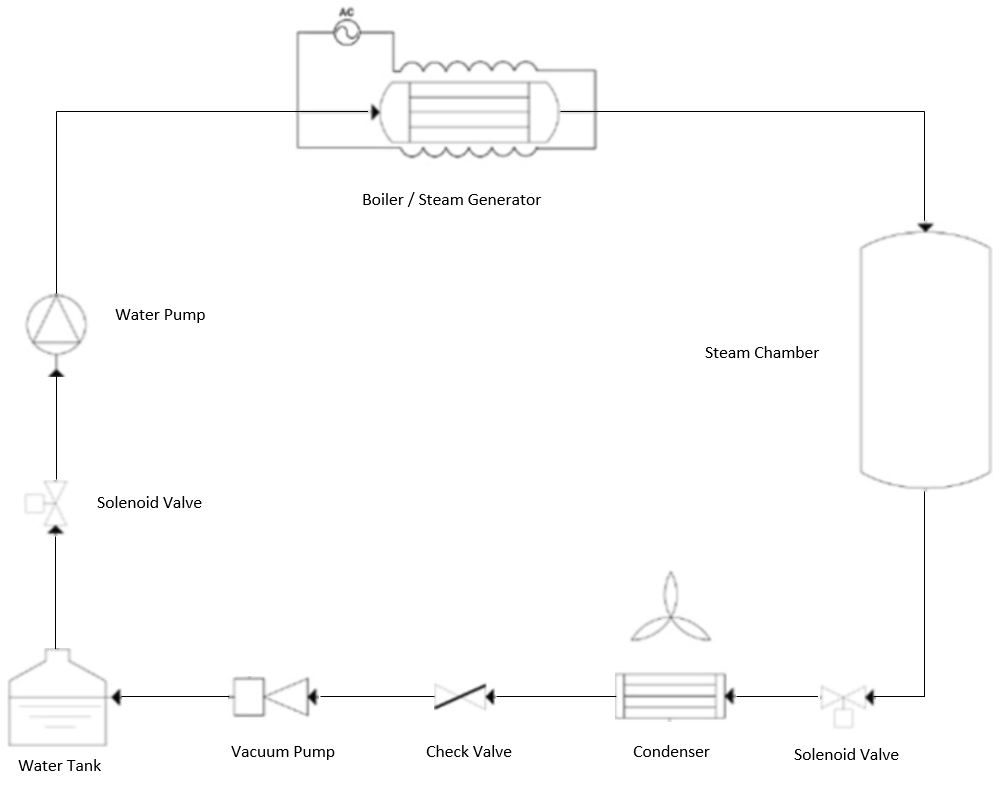 AC
Boiler / Steam Generator
Water Pump
Steam Chamber
Solenoid Valve
Water Tank
Vacuum Pump
Check Valve
Condenser
Solenoid Valve